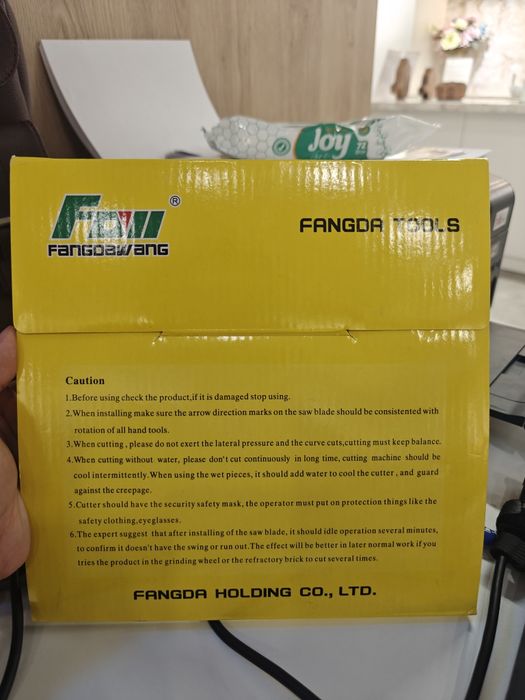 Joy
72
FDW ®
FANGDAWANG
FANGDA TOOLS
Caution
1.Before using check the product,if it is damaged stop using.
2.When installing make sure the arrow direction marks on the saw blade should be consistented with
rotation of all hand tools.
3.When cutting , please do not exert the lateral pressure and the curve cuts,cutting must keep balance.
4.When cutting without water, please don't cut continuously in long time, cutting machine should be
cool intermittently.When using the wet pieces, it should add water to cool the cutter , and guard
against the creepage.
5.Cutter should have the security safety mask, the operator must put on protection things like the
safety clothing,eyeglasses.
6.The expert suggest that after installing of the saw blade, it should idle operation several minutes,
to confirm it doesn't have the swing or run out.The effect will be better in later normal work if you
tries the product in the grinding wheel or the refractory brick to cut several times.
FANGDA HOLDING CO., LTD.